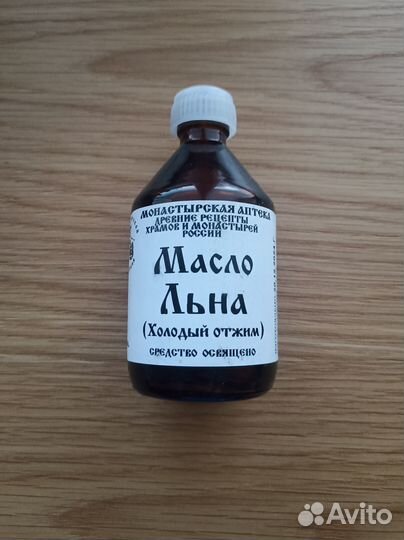 МОНАСТЫРСКАЯ АПТЕКА
ДРЕВНИЕ РЕЦЕПТЫ
ХРАМОВ И МОНАСТЫРЕЙ
РОССИИ
Масло
Льна
(Холодый отжим)
СРЕДСТВО ОСВЯЩЕНО
Avito